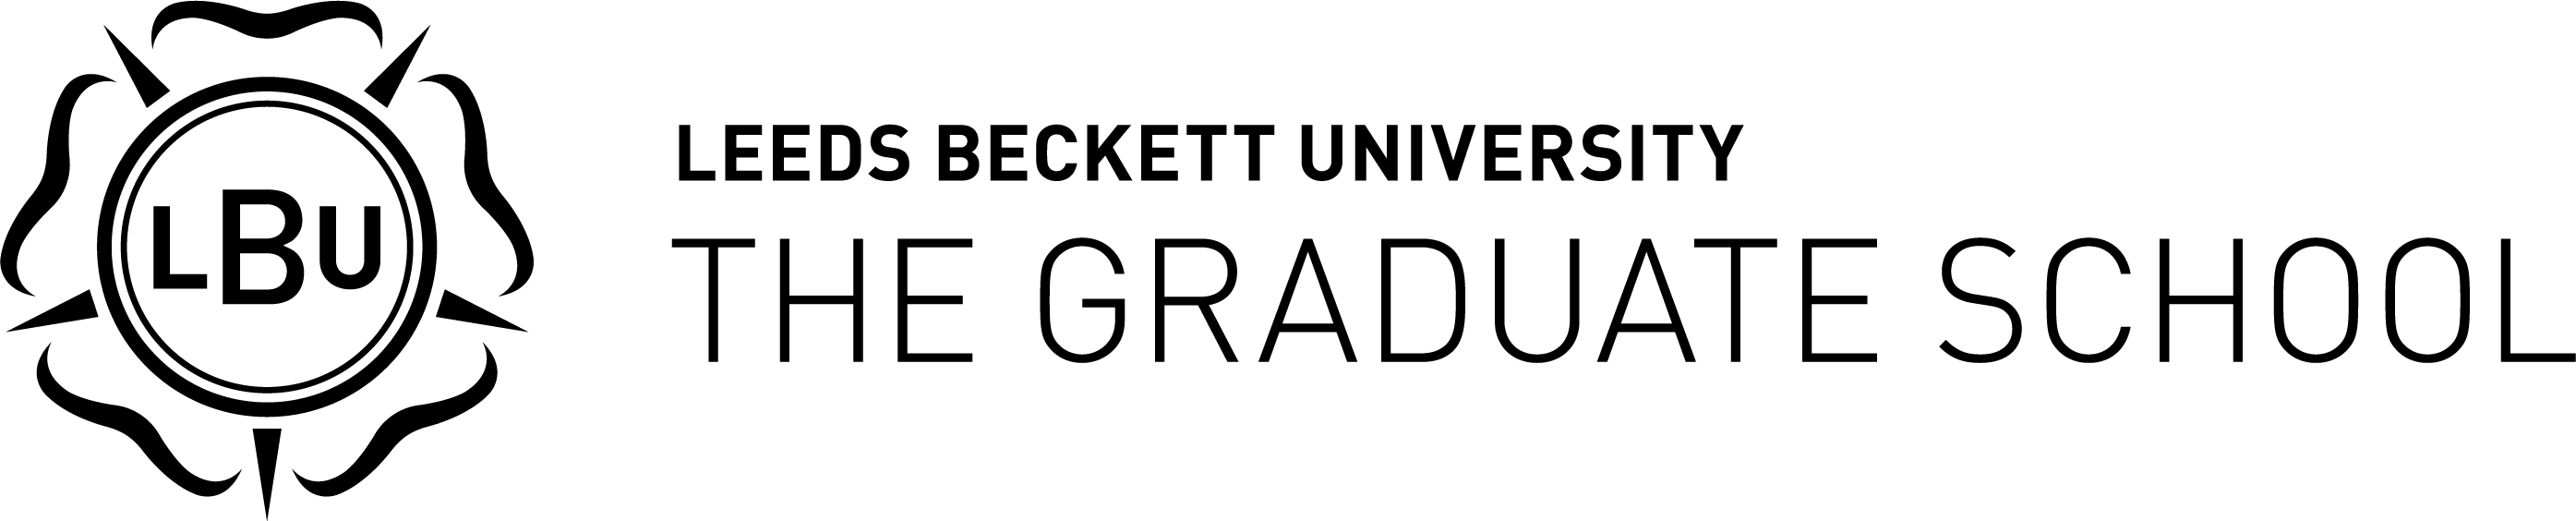 LBU
LEEDS BECKETT UNIVERSITY
THE GRADUATE SCHOOL